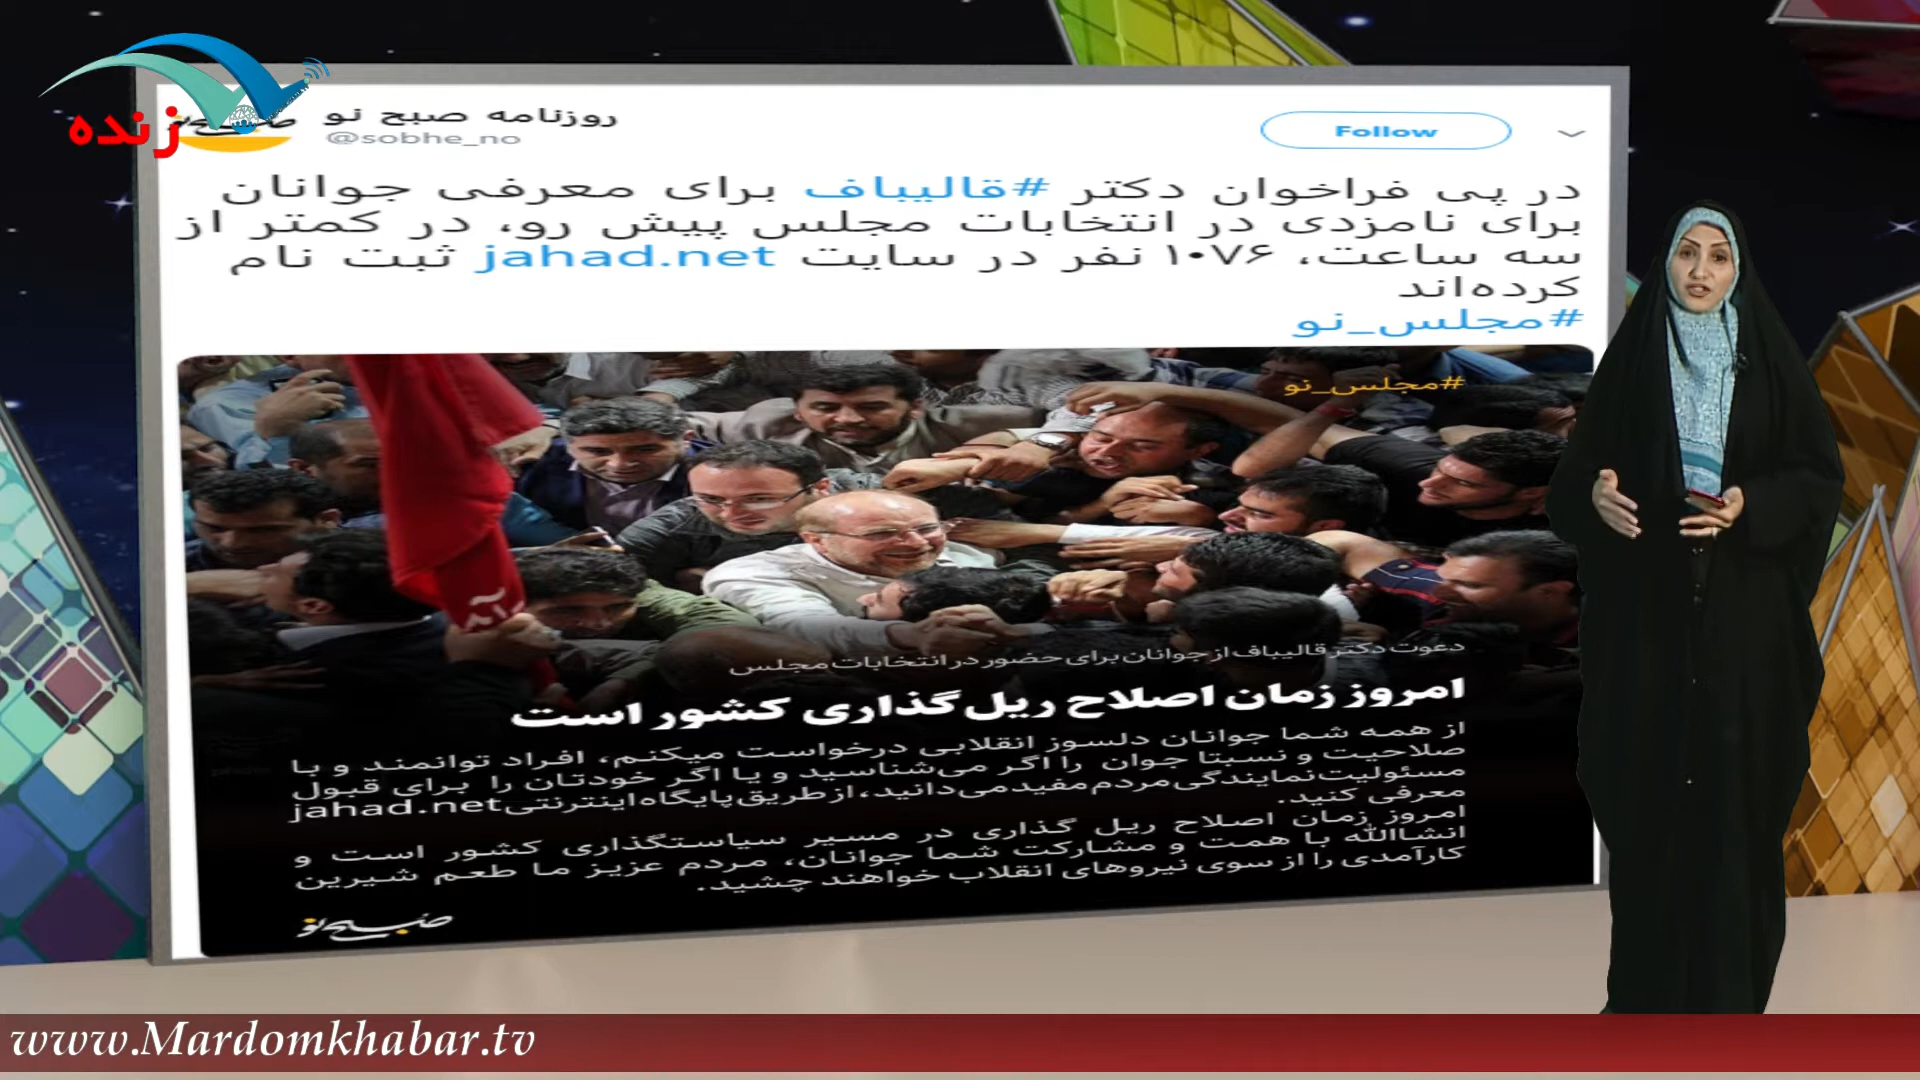 زنده
روزنامه صبح نو
@sobhe_no
Follow
در پی فراخوان دکتر #قالیباف برای معرفی جوانان
برای نامزدی در انتخابات مجلس پیش رو، در کمتر از
سه ساعت، ۱۰۷۶ نفر در سایت jahad.net ثبت نام
کرده‌اند
#مجلس_نو
#مجلس_نو
دعوت دکتر قالیباف از جوانان برای حضور در انتخابات مجلس
امروز زمان اصلاح ریل‌گذاری کشور است
از همه شما جوانان دلسوز انقلابی درخواست میکنم، افراد توانمند و با
صلاحیت و نسبتا جوان را اگر می‌شناسید و یا اگر خودتان را برای قبول
مسئولیت نمایندگی مردم مفید می‌دانید، از طریق پایگاه اینترنتی jahad.net
معرفی کنید.
امروز زمان اصلاح ریل گذاری در مسیر سیاستگذاری کشور است و
انشاالله با همت و مشارکت شما جوانان، مردم عزیز ما طعم شیرین
کارآمدی را از سوی نیروهای انقلاب خواهند چشید.
صبح نو
www.Mardomkhabar.tv